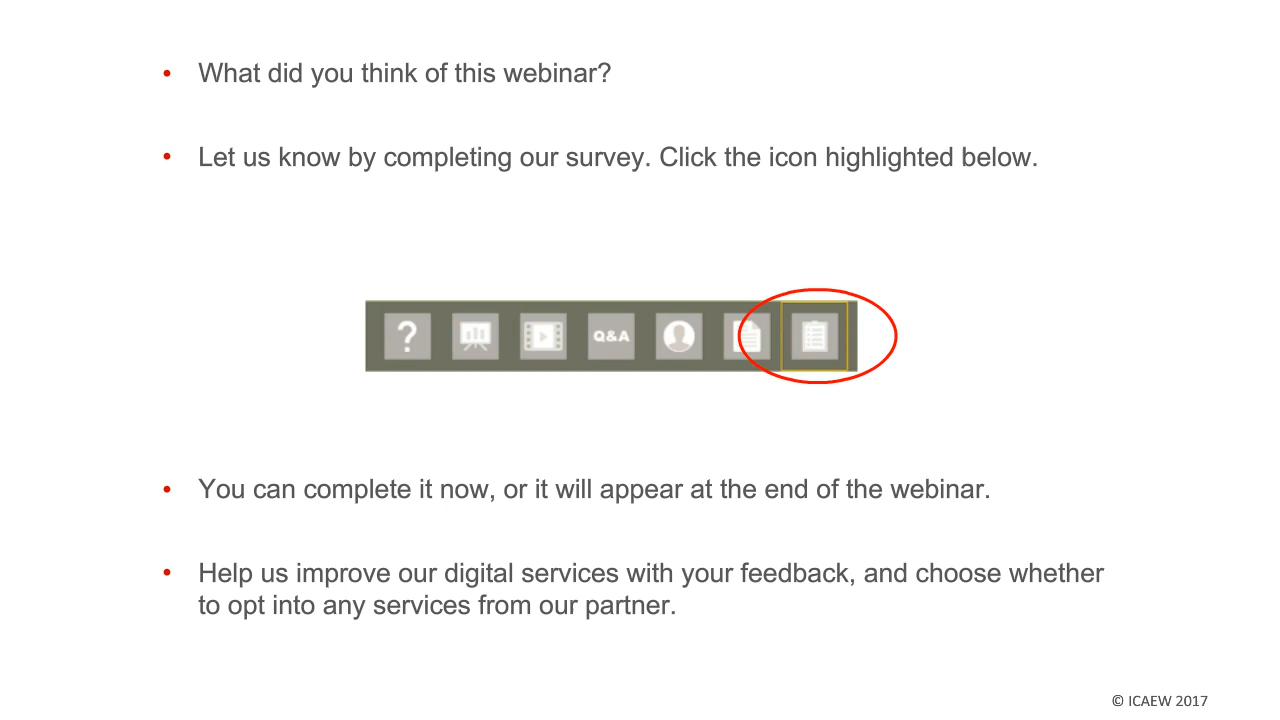 • What did you think of this webinar?
• Let us know by completing our survey. Click the icon highlighted below.
? Q&A
• You can complete it now, or it will appear at the end of the webinar.
• Help us improve our digital services with your feedback, and choose whether
to opt into any services from our partner.
© ICAEW 2017